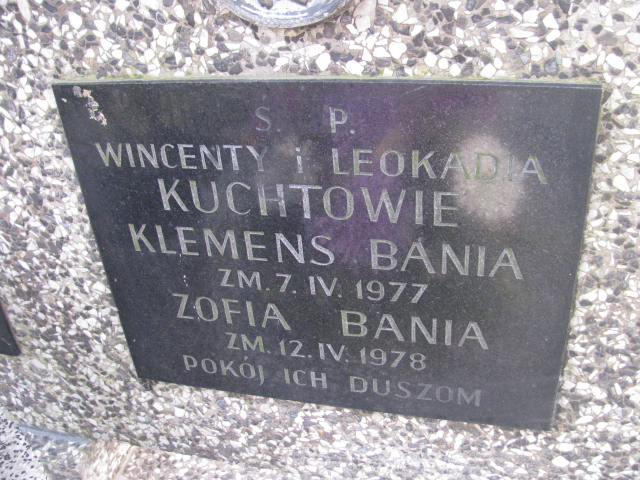 Ś. P.
WINCENTY i LEOKADIA
KUCHTOWIE
KLEMENS BANIA
ZM. 7. IV. 1977
ZOFIA BANIA
ZM. 12. IV. 1978
POKÓJ ICH DUSZOM